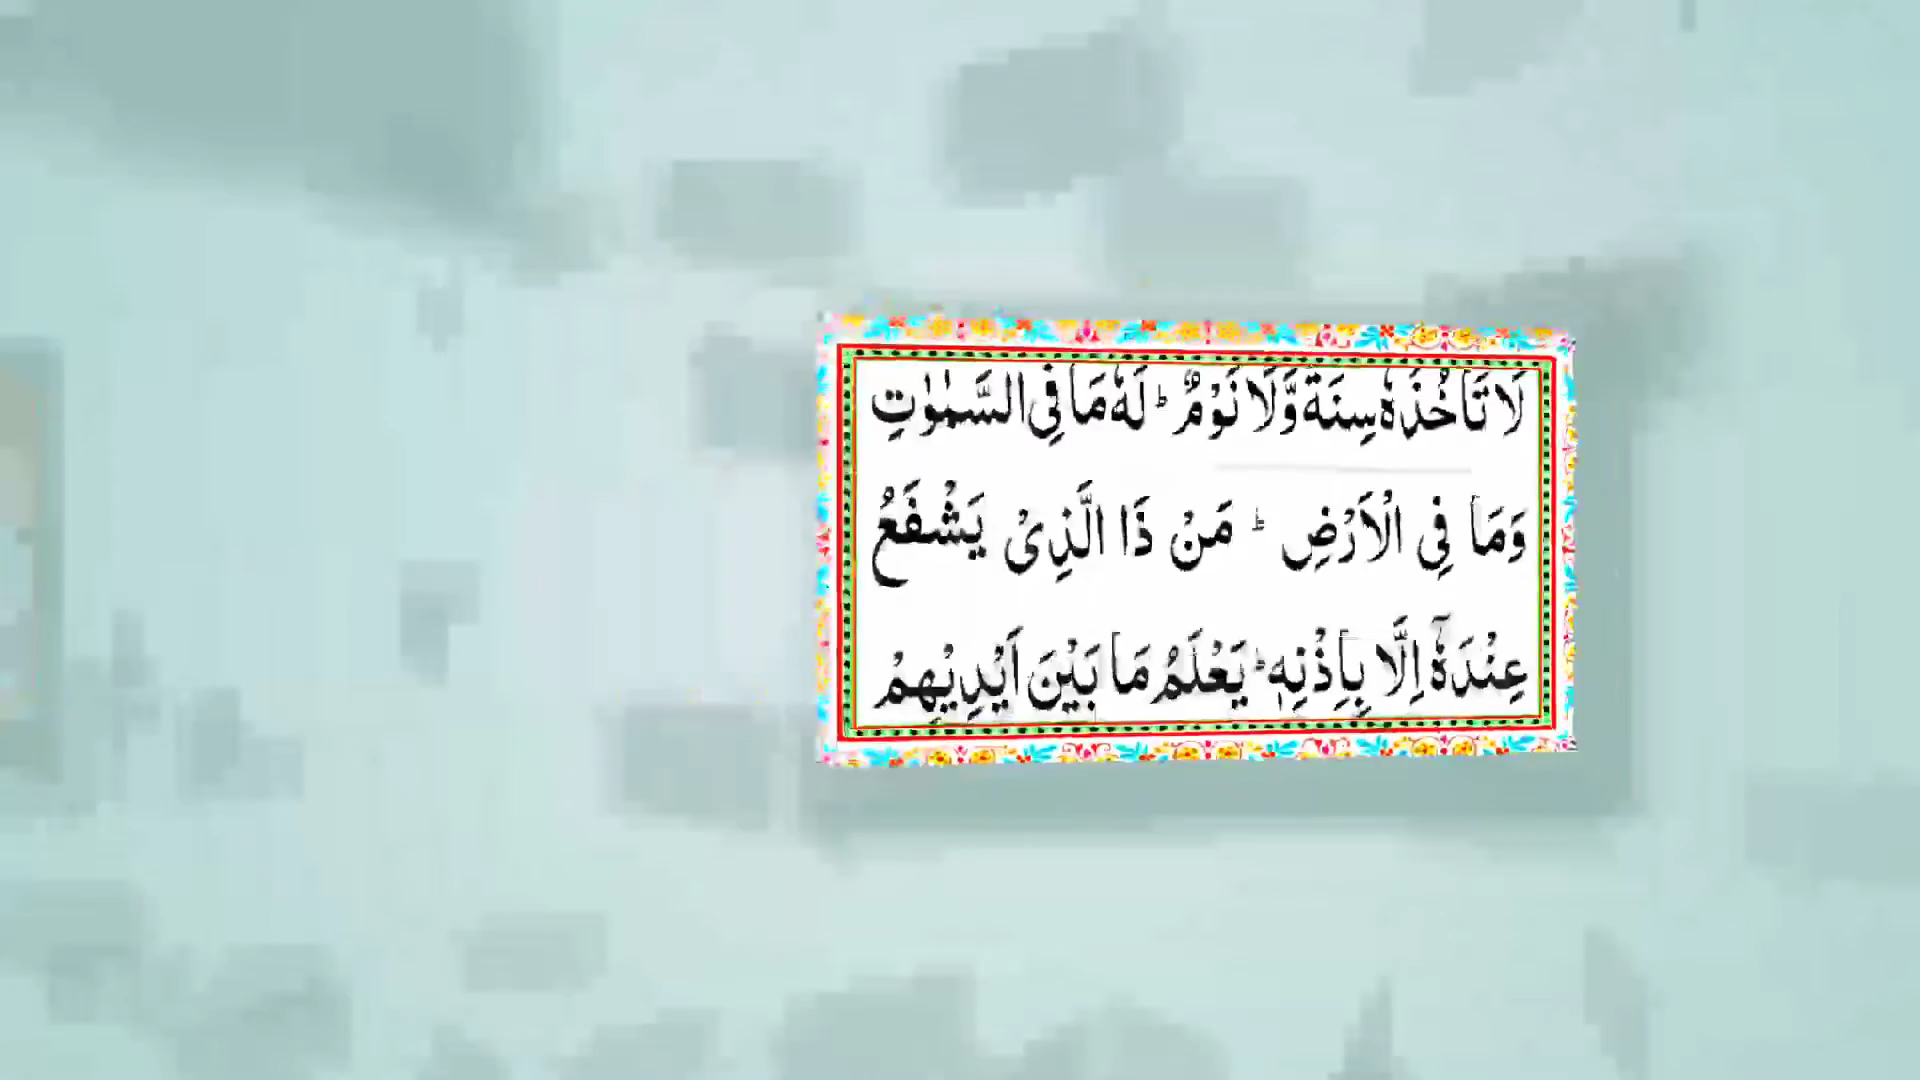 لَا تَاْخُذُهٗ سِنَةٌ وَّلَا نَوْمٌ ؕ لَهٗ مَا فِی السَّمٰوٰتِ
وَمَا فِی الْاَرْضِ ؕ مَنْ ذَا الَّذِیْ یَشْفَعُ
عِنْدَهٗۤ اِلَّا بِاِذْنِهٖ ؕ یَعْلَمُ مَا بَیْنَ اَیْدِیْهِمْ